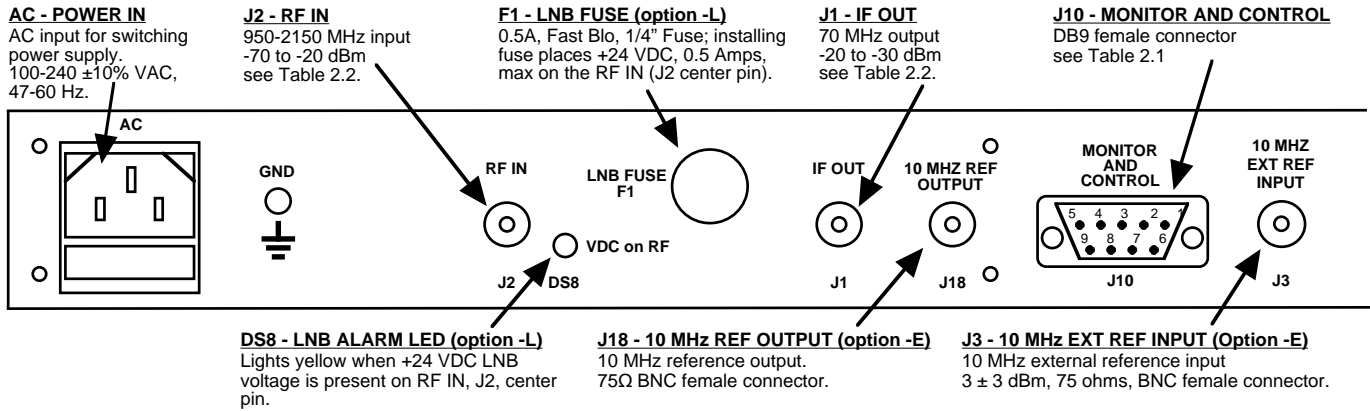 AC - POWER IN
AC input for switching
power supply.
100-240 ±10% VAC,
47-60 Hz.
J2 - RF IN
950-2150 MHz input
-70 to -20 dBm
see Table 2.2.
F1 - LNB FUSE (option -L)
0.5A, Fast Blo, 1/4” Fuse; installing
fuse places +24 VDC, 0.5 Amps,
max on the RF IN (J2 center pin).
J1 - IF OUT
70 MHz output
-20 to -30 dBm
see Table 2.2.
J10 - MONITOR AND CONTROL
DB9 female connector
see Table 2.1
AC
GND
RF IN
J2
DS8
VDC on RF
LNB FUSE
F1
IF OUT
J1
10 MHZ REF
OUTPUT
J18
MONITOR
AND
CONTROL
5 4 3 2 1
9 8 7 6
J10
10 MHZ
EXT REF
INPUT
J3
DS8 - LNB ALARM LED (option -L)
Lights yellow when +24 VDC LNB
voltage is present on RF IN, J2, center
pin.
J18 - 10 MHz REF OUTPUT (option -E)
10 MHz reference output.
75Ω BNC female connector.
J3 - 10 MHz EXT REF INPUT (Option -E)
10 MHz external reference input
3 ± 3 dBm, 75 ohms, BNC female connector.